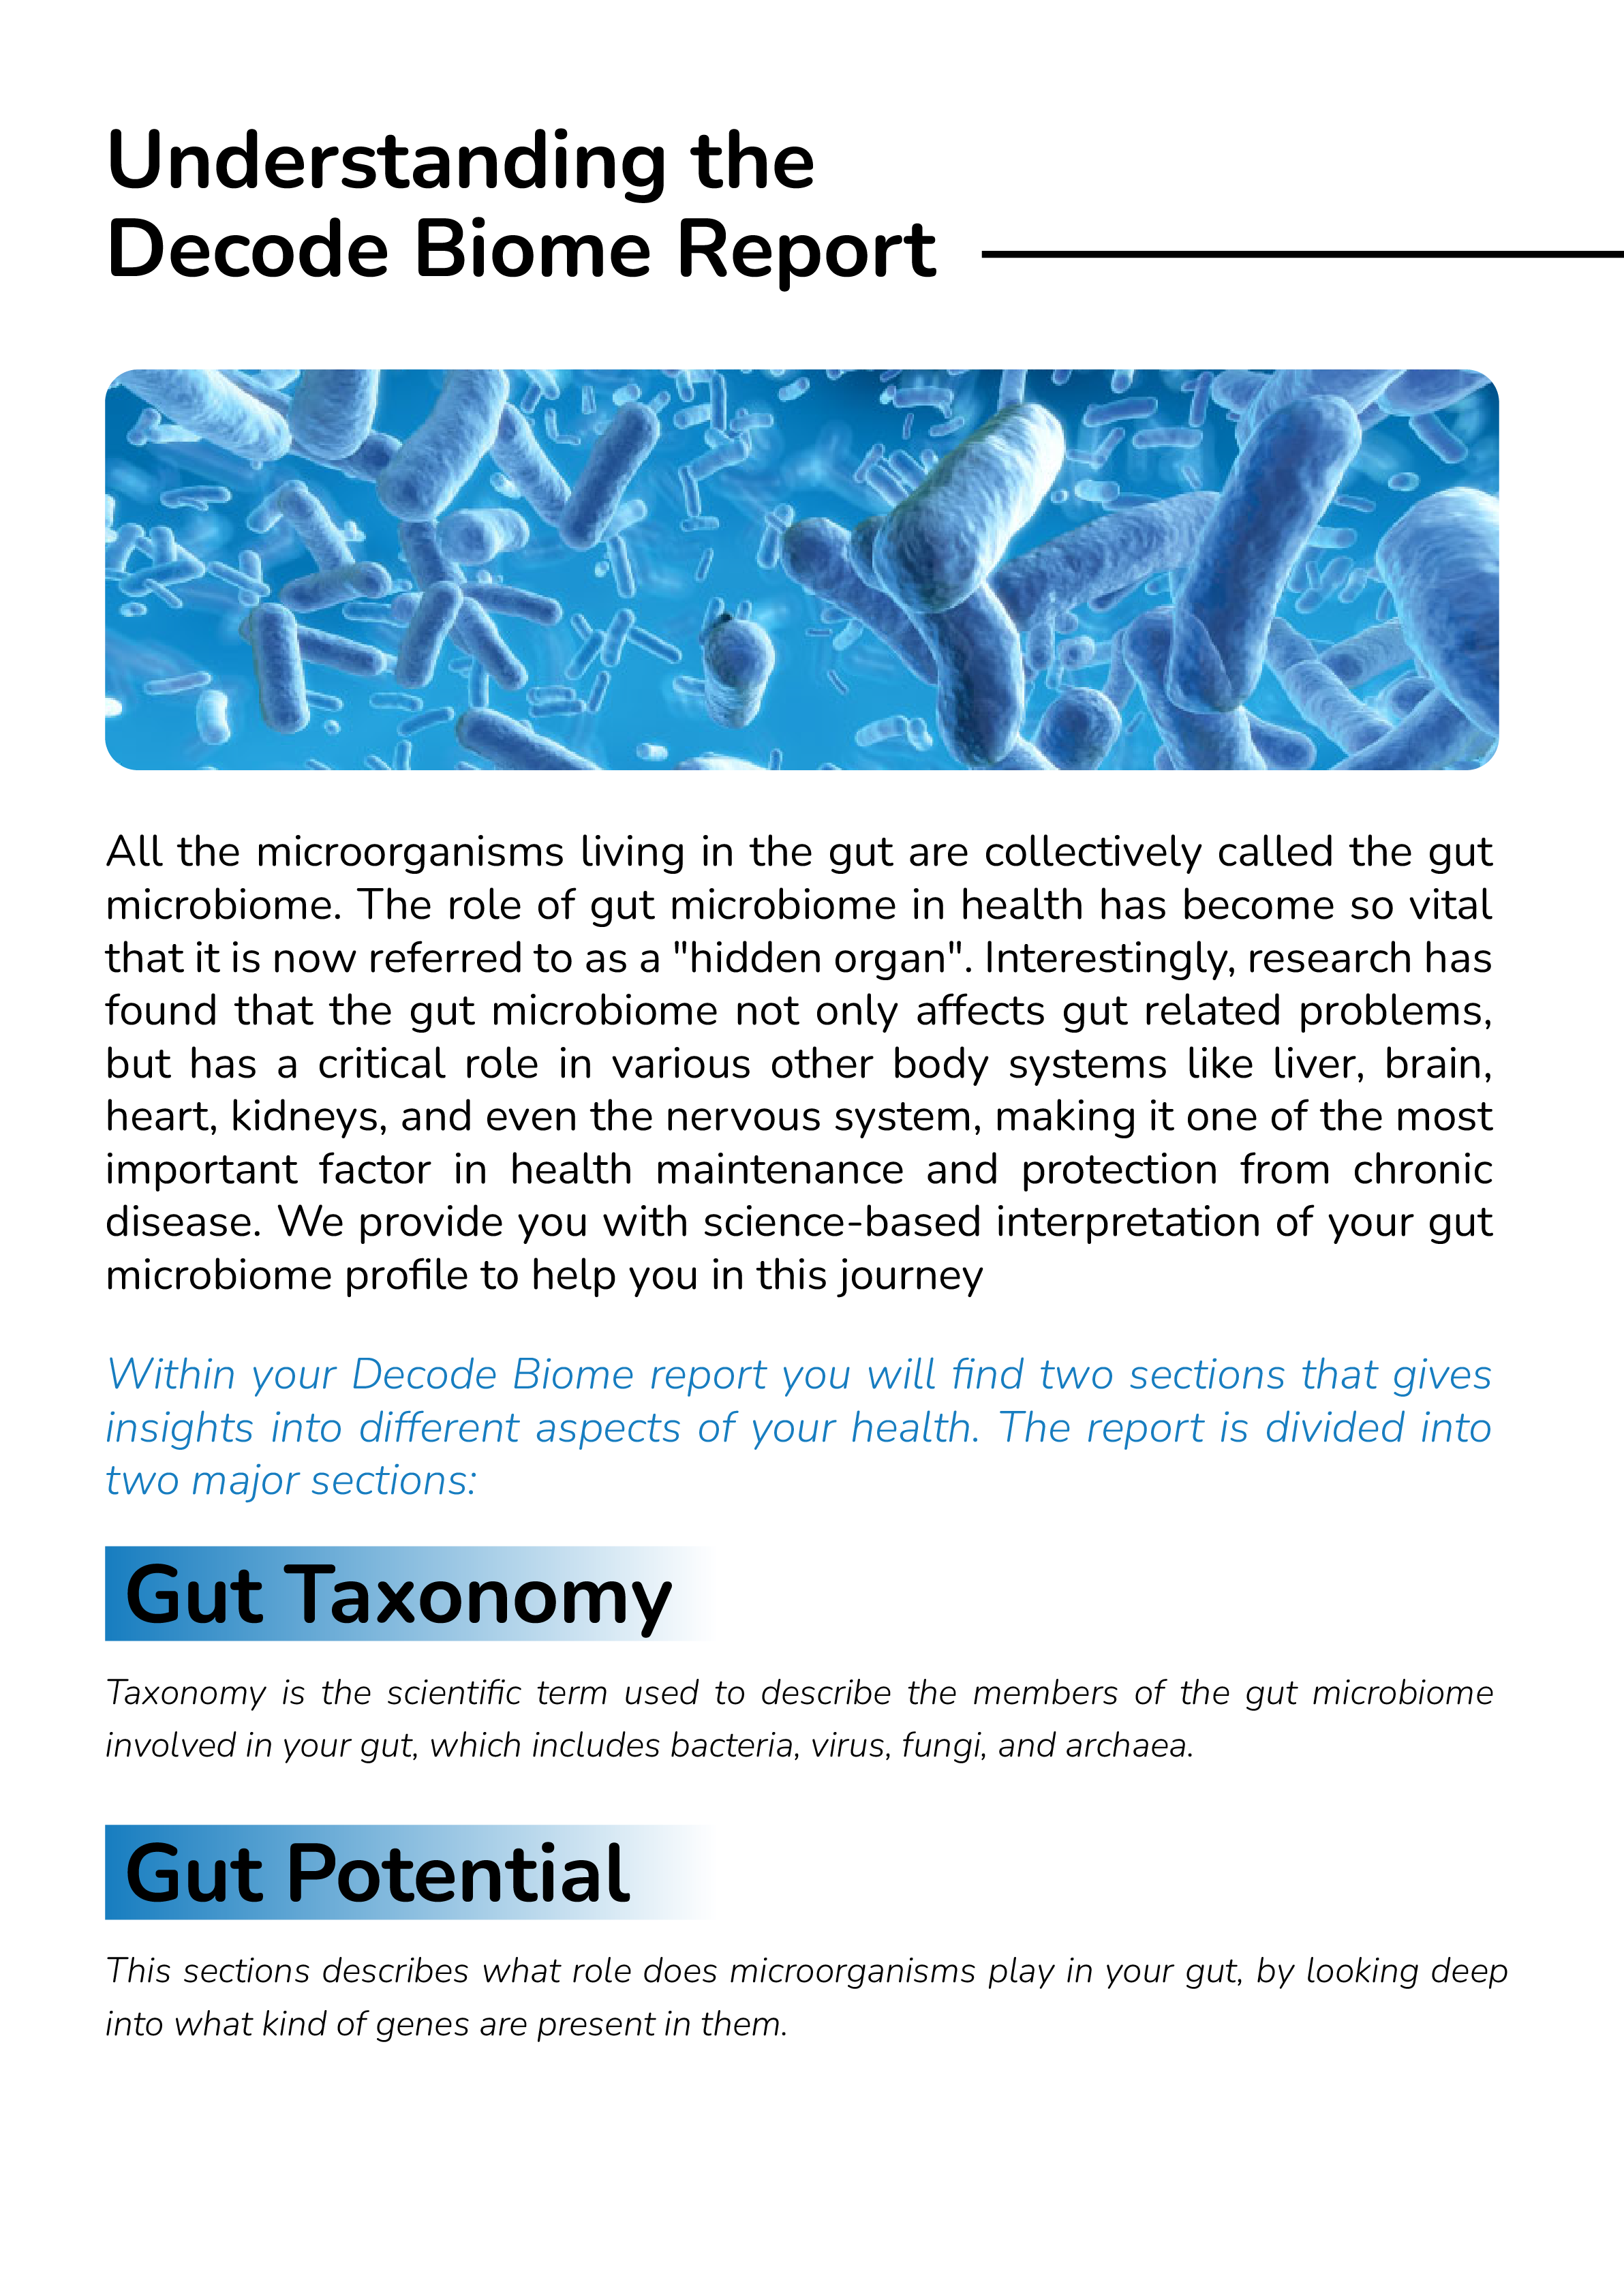 Understanding the
Decode Biome Report
All the microorganisms living in the gut are collectively called the gut
microbiome. The role of gut microbiome in health has become so vital
that it is now referred to as a "hidden organ". Interestingly, research has
found that the gut microbiome not only affects gut related problems,
but has a critical role in various other body systems like liver, brain,
heart, kidneys, and even the nervous system, making it one of the most
important factor in health maintenance and protection from chronic
disease. We provide you with science-based interpretation of your gut
microbiome profile to help you in this journey
Within your Decode Biome report you will find two sections that gives
insights into different aspects of your health. The report is divided into
two major sections:
Gut Taxonomy
Taxonomy is the scientific term used to describe the members of the gut microbiome
involved in your gut, which includes bacteria, virus, fungi, and archaea.
Gut Potential
This sections describes what role does microorganisms play in your gut, by looking deep
into what kind of genes are present in them.